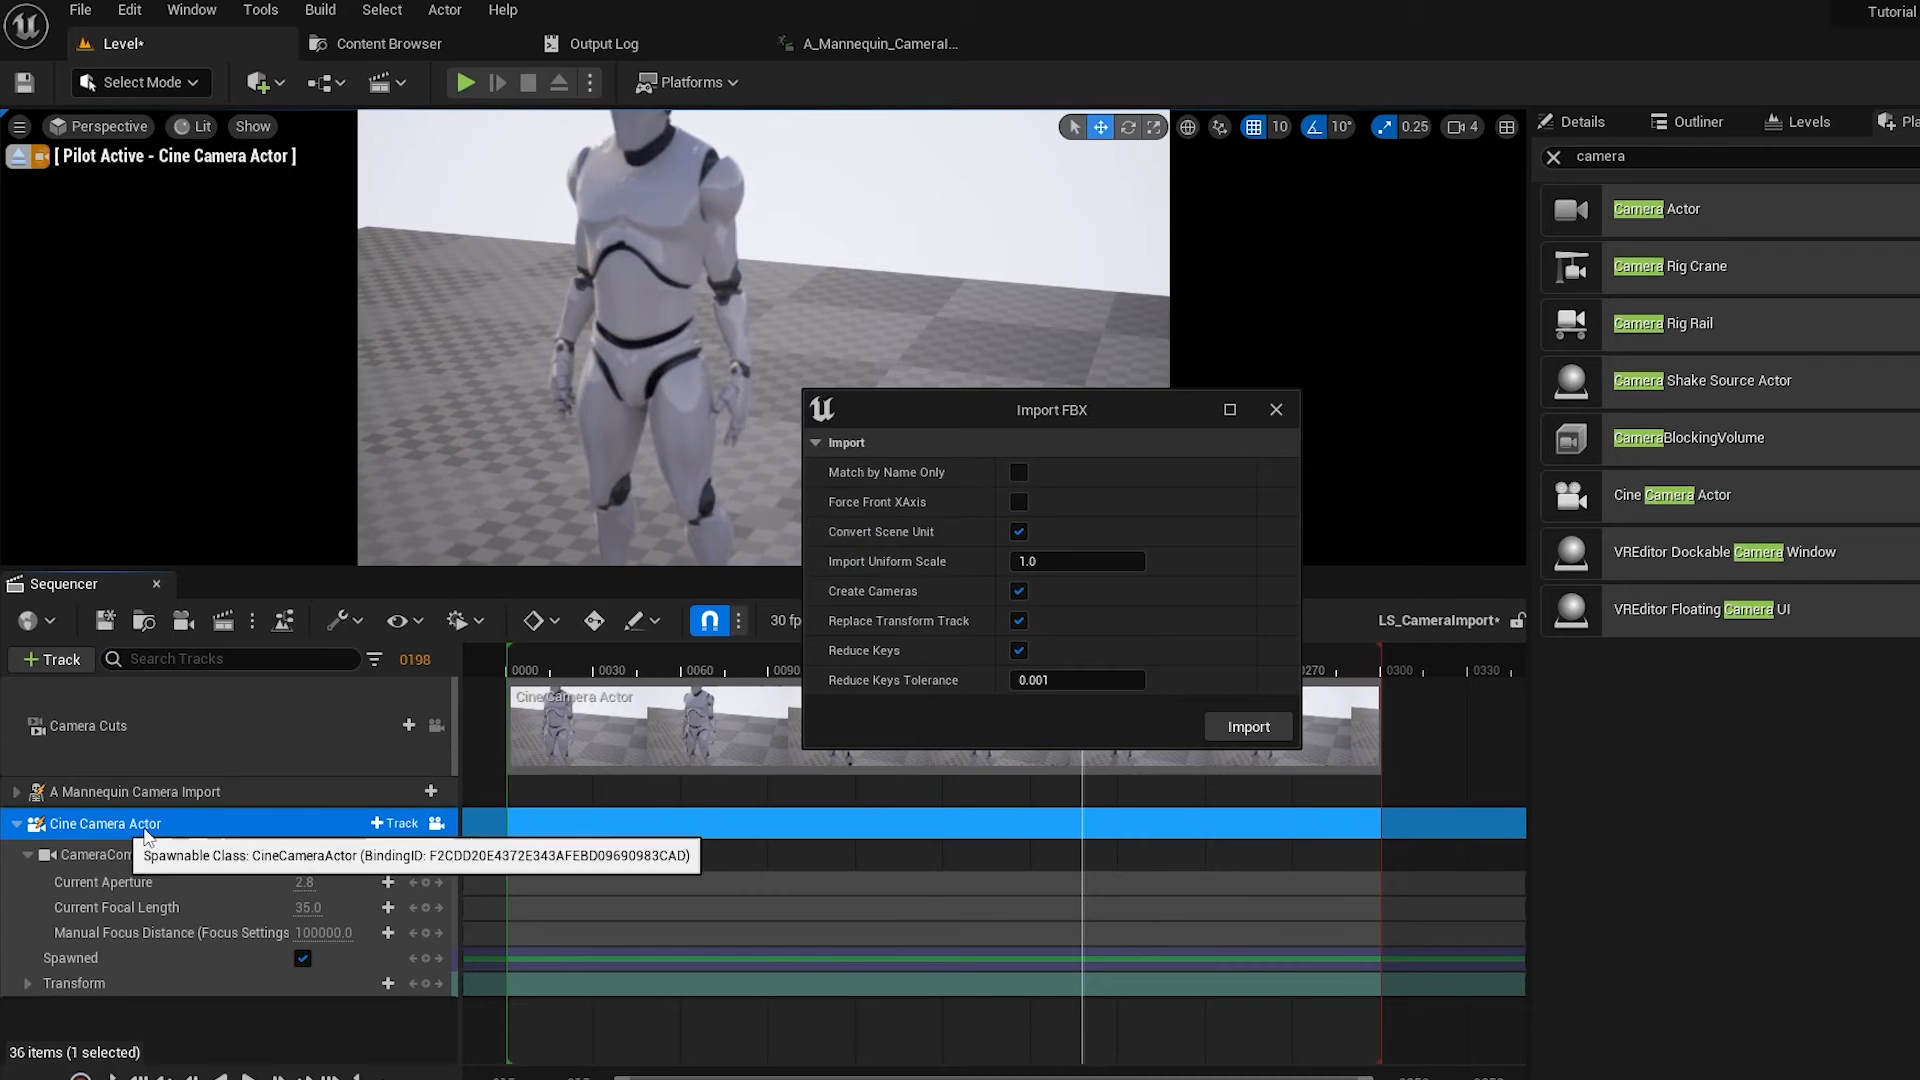 File Edit Window Tools Build Select Actor Help
Tutorial
Level* Content Browser Output Log A_Mannequin_CameraI...
Select Mode Platforms
Perspective Lit Show
10 10° 0.25 4
[ Pilot Active - Cine Camera Actor ]
Details Outliner Levels
camera
Camera Actor
Camera Rig Crane
Camera Rig Rail
Camera Shake Source Actor
CameraBlockingVolume
Cine Camera Actor
VREditor Dockable Camera Window
VREditor Floating Camera UI
Import FBX
Import
Match by Name Only
Force Front XAxis
Convert Scene Unit
Import Uniform Scale 1.0
Create Cameras
Replace Transform Track
Reduce Keys
Reduce Keys Tolerance 0.001
Import
Sequencer
30 fp
LS_CameraImport*
Track Search Tracks 0198
0000 0030 0060 0090 0270 0300 0330
Cine Camera Actor
Camera Cuts
A Mannequin Camera Import
Cine Camera Actor Track
CameraCom
Spawnable Class: CineCameraActor (BindingID: F2CDD20E4372E343AFEBD09690983CAD)
Current Aperture 2.8
Current Focal Length 35.0
Manual Focus Distance (Focus Settings 100000.0
Spawned
Transform
36 items (1 selected)